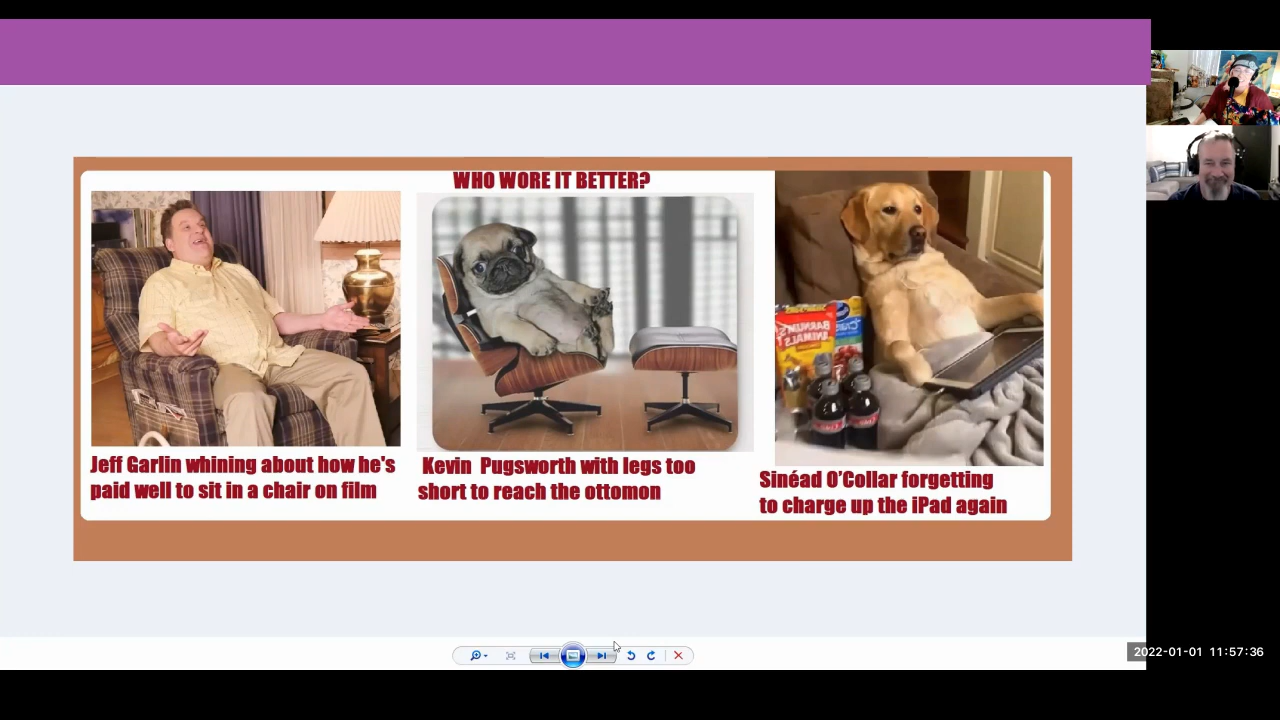 WHO WORE IT BETTER?
BARNUM'S
ANIMALS
Jeff Garlin whining about how he's
paid well to sit in a chair on film
Kevin Pugsworth with legs too
short to reach the ottomon
Sinéad O'Collar forgetting
to charge up the iPad again
2022-01-01 11:57:36